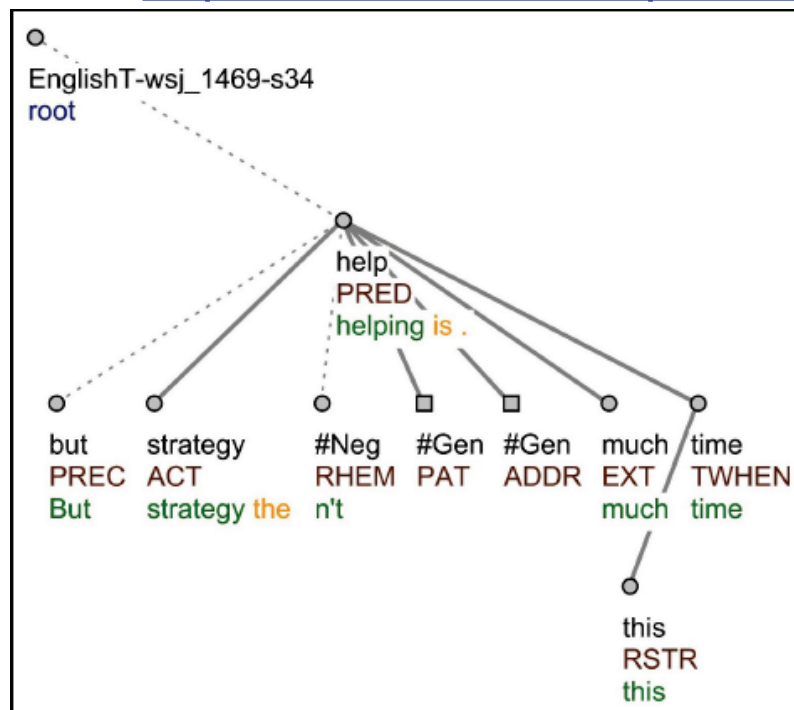 EnglishT-wsj_1469-s34
root
help
PRED
helping is .
but strategy #Neg #Gen #Gen much time
PREC ACT RHEM PAT ADDR EXT TWHEN
But strategy the n't much time
this
RSTR
this